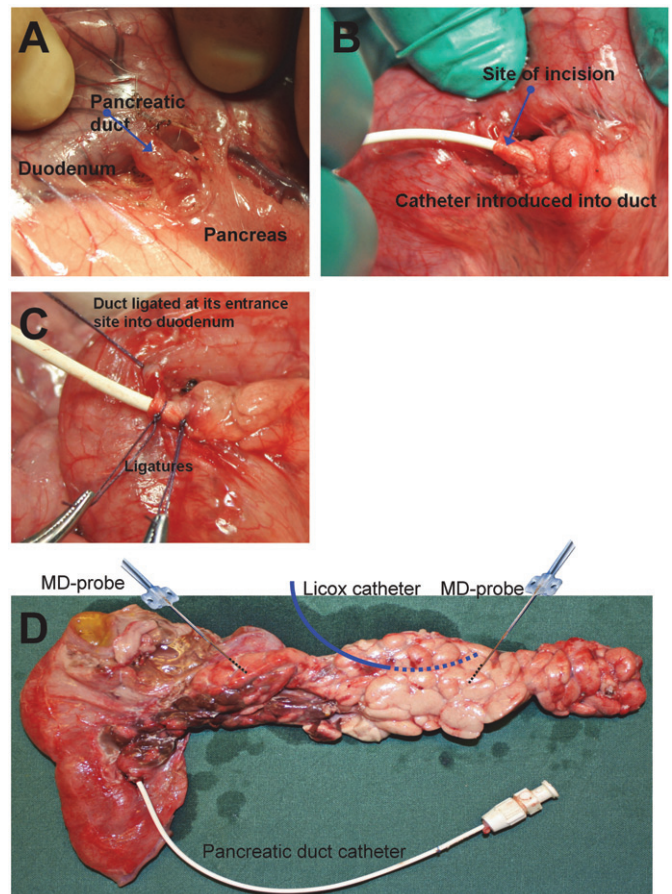 A
Pancreatic
duct
Duodenum
Pancreas
B
Site of incision
Catheter introduced into duct
C
Duct ligated at its entrance
site into duodenum
Ligatures
MD-probe
Licox catheter
MD-probe
D
Pancreatic duct catheter